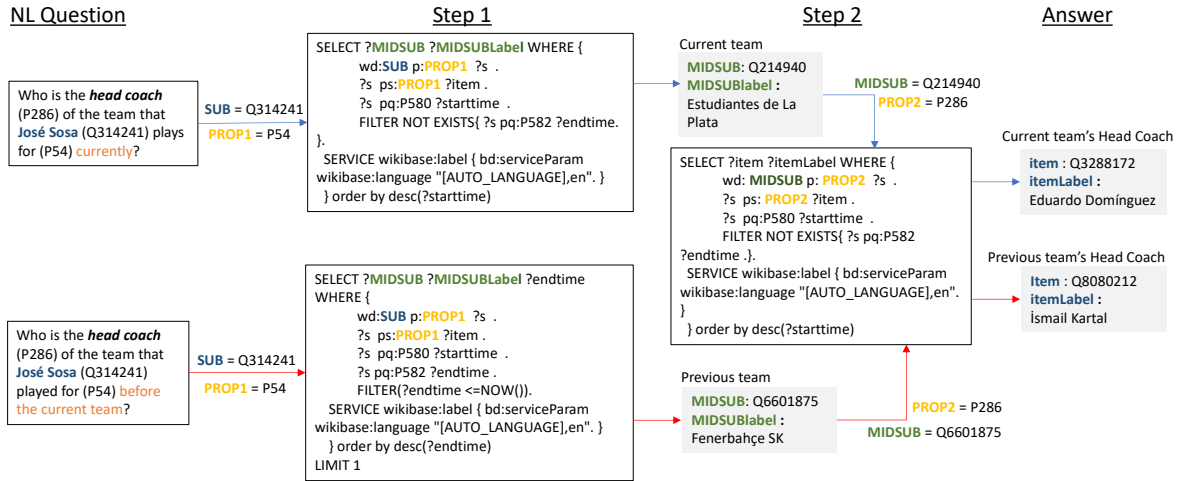 NL Question
Step 1
Step 2
Answer
Who is the head coach
(P286) of the team that
José Sosa (Q314241) plays
for (P54) currently?
SUB = Q314241
PROP1 = P54
SELECT ?MIDSUB ?MIDSUBLabel WHERE {
wd:SUB p:PROP1 ?s .
?s ps:PROP1 ?item .
?s pq:P580 ?starttime .
FILTER NOT EXISTS{ ?s pq:P582 ?endtime.
}.
SERVICE wikibase:label { bd:serviceParam
wikibase:language "[AUTO_LANGUAGE],en". }
} order by desc(?starttime)
Current team
MIDSUB: Q214940
MIDSUBlabel :
Estudiantes de La
Plata
MIDSUB = Q214940
PROP2 = P286
SELECT ?item ?itemLabel WHERE {
wd: MIDSUB p: PROP2 ?s .
?s ps: PROP2 ?item .
?s pq:P580 ?starttime .
FILTER NOT EXISTS{ ?s pq:P582
?endtime .}.
SERVICE wikibase:label { bd:serviceParam
wikibase:language "[AUTO_LANGUAGE],en".
}
} order by desc(?starttime)
Current team's Head Coach
item : Q3288172
itemLabel :
Eduardo Domínguez
Previous team's Head Coach
Item : Q8080212
itemLabel :
İsmail Kartal
Who is the head coach
(P286) of the team that
José Sosa (Q314241)
played for (P54) before
the current team?
SUB = Q314241
PROP1 = P54
SELECT ?MIDSUB ?MIDSUBLabel ?endtime
WHERE {
wd:SUB p:PROP1 ?s .
?s ps:PROP1 ?item .
?s pq:P580 ?starttime .
?s pq:P582 ?endtime .
FILTER(?endtime <=NOW()).
SERVICE wikibase:label { bd:serviceParam
wikibase:language "[AUTO_LANGUAGE],en". }
} order by desc(?endtime)
LIMIT 1
Previous team
MIDSUB: Q6601875
MIDSUBlabel :
Fenerbahçe SK
PROP2 = P286
MIDSUB = Q6601875